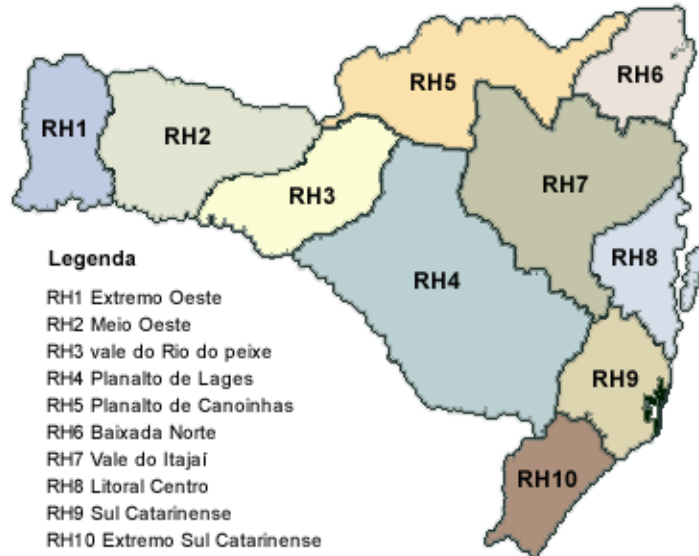 RH5
RH6
RH1
RH2
RH7
RH3
RH8
RH4
RH9
RH10
Legenda
RH1 Extremo Oeste
RH2 Meio Oeste
RH3 vale do Rio do peixe
RH4 Planalto de Lages
RH5 Planalto de Canoinhas
RH6 Baixada Norte
RH7 Vale do Itajaí
RH8 Litoral Centro
RH9 Sul Catarinense
RH10 Extremo Sul Catarinense